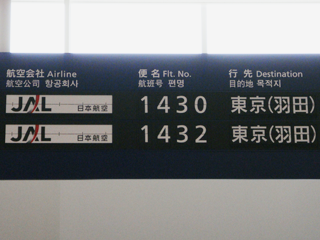 航空会社 Airline 便名 Flt. No. 行先 Destination
航空公司 항공회사 航班号 편명 目的地 목적지
JAL 日本航空 1430 東京(羽田)
JAL 日本航空 1432 東京(羽田)